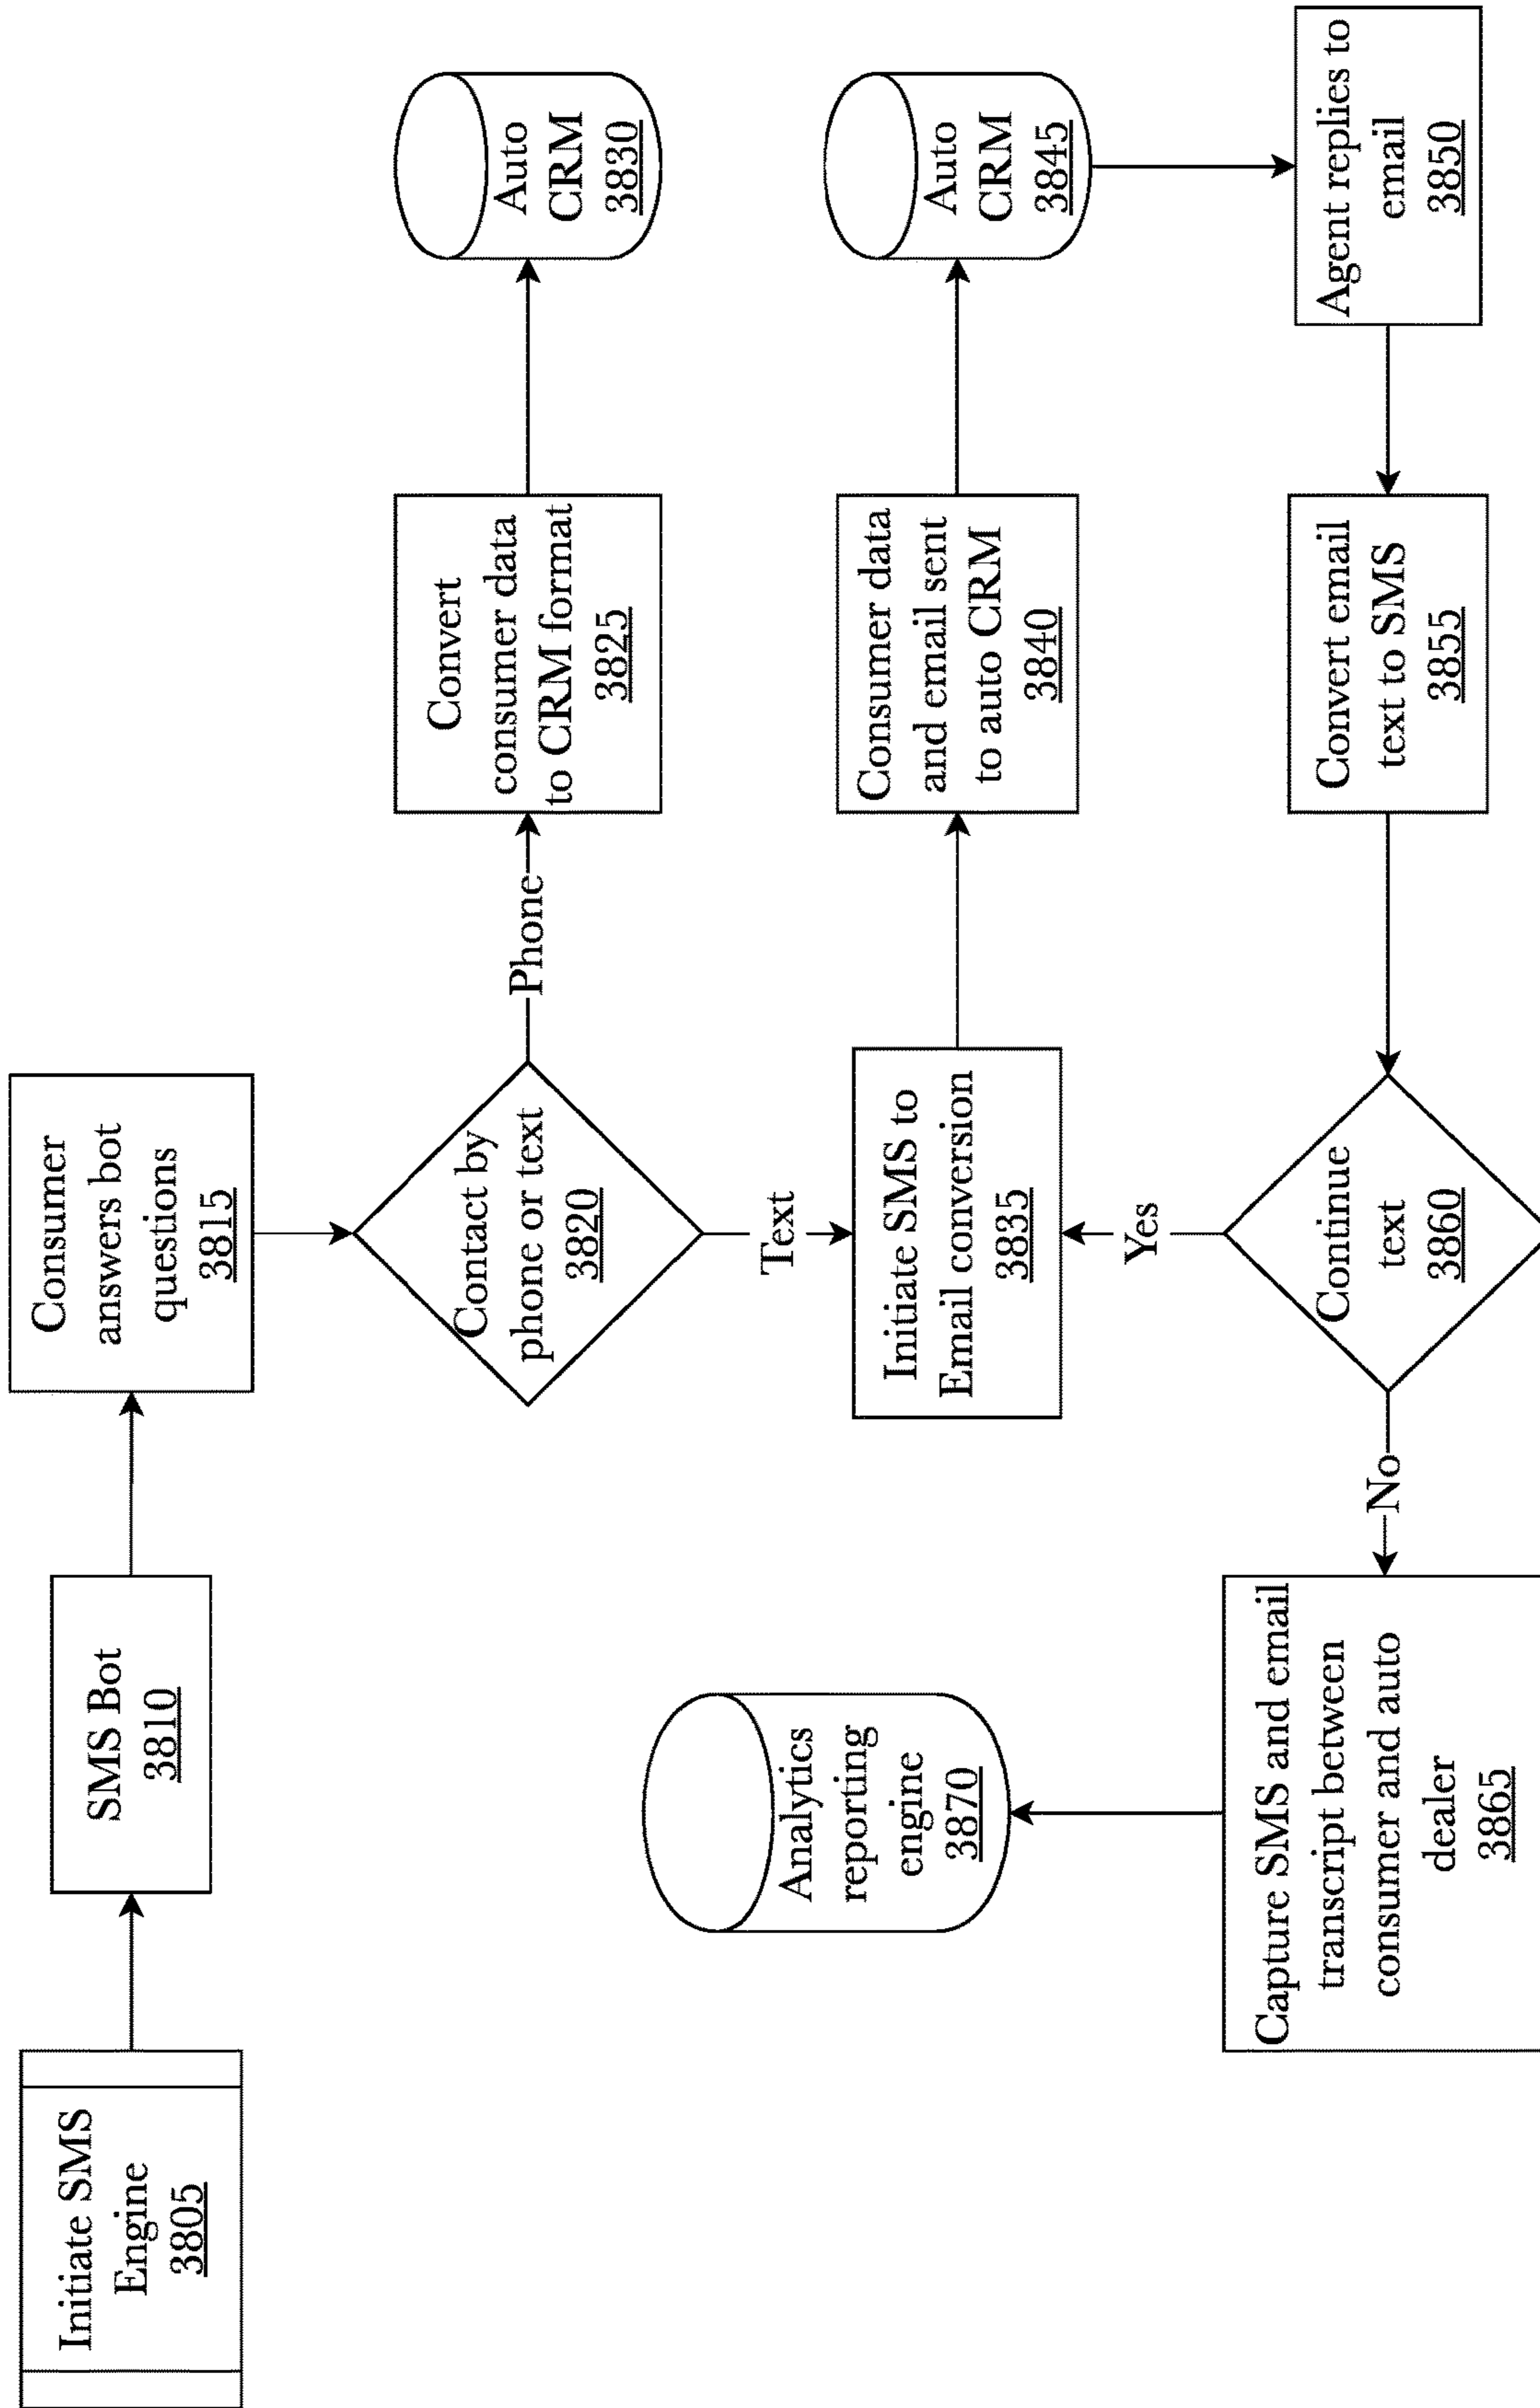 Initiate SMS
Engine
3805
SMS Bot
3810
Consumer
answers bot
questions
3815
Contact by
phone or text
3820
Phone
Convert
consumer data
to CRM format
3825
Auto
CRM
3830
Text
Initiate SMS to
Email conversion
3835
Consumer data
and email sent
to auto CRM
3840
Auto
CRM
3845
Agent replies to
email
3850
Convert email
text to SMS
3855
Continue
text
3860
Yes
No
Capture SMS and email
transcript between
consumer and auto
dealer
3865
Analytics
reporting
engine
3870